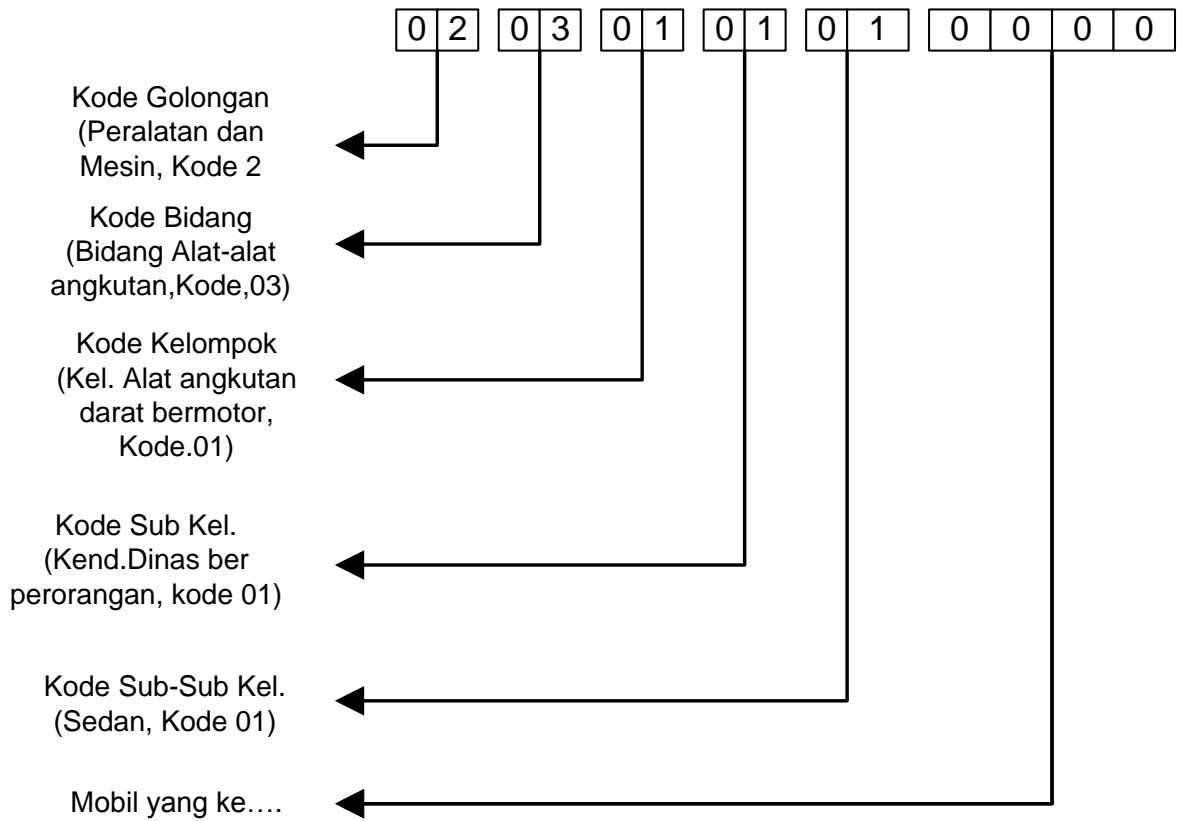 0 2 0 3 0 1 0 1 0 1 0 0 0 0
Kode Golongan
(Peralatan dan
Mesin, Kode 2
Kode Bidang
(Bidang Alat-alat
angkutan,Kode,03)
Kode Kelompok
(Kel. Alat angkutan
darat bermotor,
Kode.01)
Kode Sub Kel.
(Kend.Dinas ber
perorangan, kode 01)
Kode Sub-Sub Kel.
(Sedan, Kode 01)
Mobil yang ke….